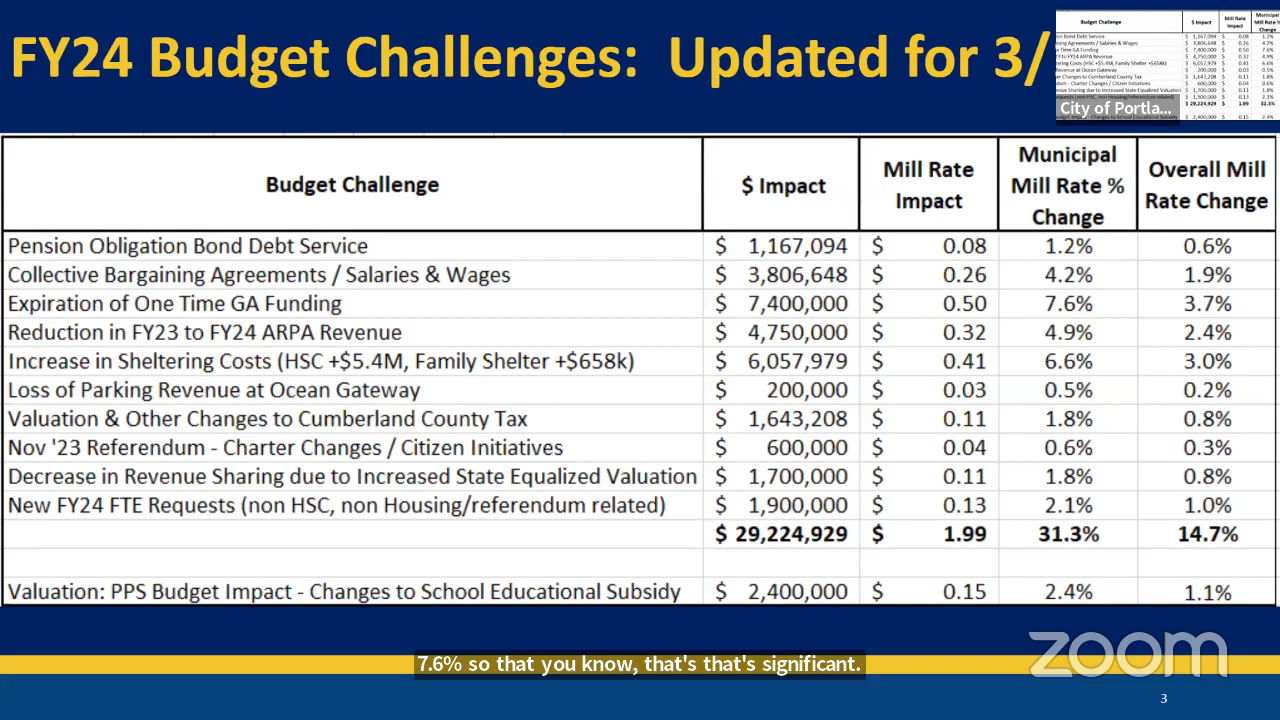 FY24 Budget Challenges: Updated for 3/
Budget Challenge $ Impact Mill Rate Impact Municipal Mill Rate % Change Overall Mill Rate Change
Pension Obligation Bond Debt Service $ 1,167,094 $ 0.08 1.2% 0.6%
Collective Bargaining Agreements / Salaries & Wages $ 3,806,648 $ 0.26 4.2% 1.9%
Expiration of One Time GA Funding $ 7,400,000 $ 0.50 7.6% 3.7%
Reduction in FY23 to FY24 ARPA Revenue $ 4,750,000 $ 0.32 4.9% 2.4%
Increase in Sheltering Costs (HSC +$5.4M, Family Shelter +$658k) $ 6,057,979 $ 0.41 6.6% 3.0%
Loss of Parking Revenue at Ocean Gateway $ 200,000 $ 0.03 0.5% 0.2%
Valuation & Other Changes to Cumberland County Tax $ 1,643,208 $ 0.11 1.8% 0.8%
Nov '23 Referendum - Charter Changes / Citizen Initiatives $ 600,000 $ 0.04 0.6% 0.3%
Decrease in Revenue Sharing due to Increased State Equalized Valuation $ 1,700,000 $ 0.11 1.8% 0.8%
New FY24 FTE Requests (non HSC, non Housing/referendum related) $ 1,900,000 $ 0.13 2.1% 1.0%
$ 29,224,929 $ 1.99 31.3% 14.7%
Valuation: PPS Budget Impact - Changes to School Educational Subsidy $ 2,400,000 $ 0.15 2.4% 1.1%
City of Portla...
7.6% so that you know, that's that's significant.
zoom
3